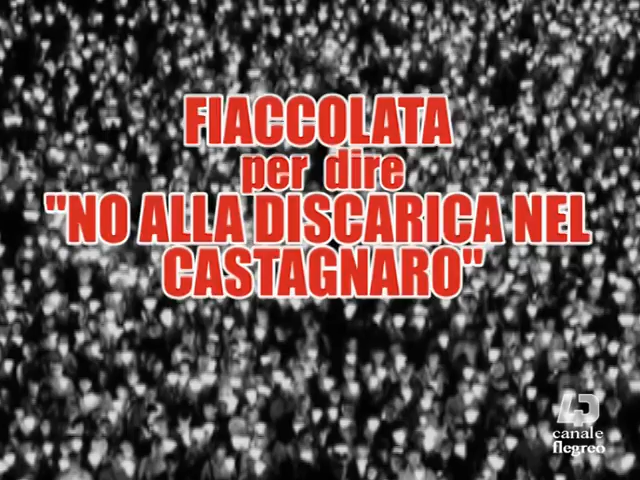 FIACCOLATA
per dire
"NO ALLA DISCARICA NEL
CASTAGNARO"
canale
flegreo